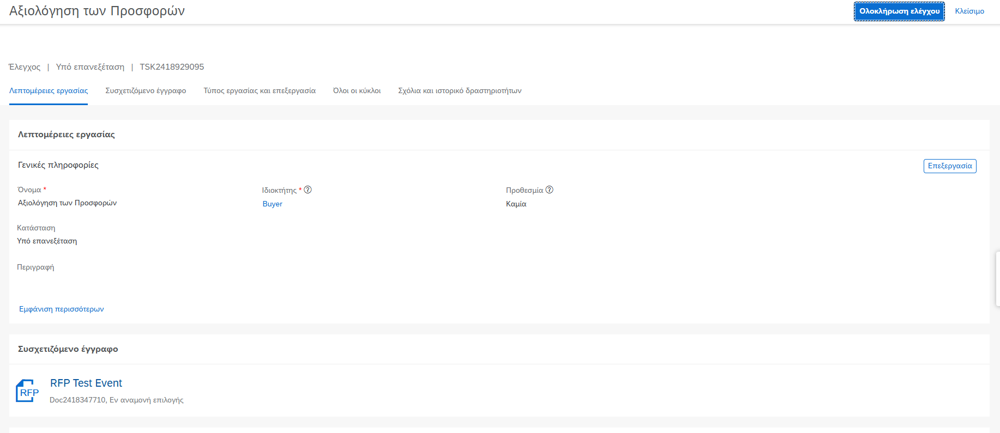 Αξιολόγηση των Προσφορών
Ολοκλήρωση ελέγχου Κλείσιμο
Έλεγχος | Υπό επανεξέταση | TSK2418929095
Λεπτομέρειες εργασίας Συσχετιζόμενο έγγραφο Τύπος εργασίας και επεξεργασία Όλοι οι κύκλοι Σχόλια και ιστορικό δραστηριοτήτων
Λεπτομέρειες εργασίας
Γενικές πληροφορίες
Επεξεργασία
Όνομα * Ιδιοκτήτης * ? Προθεσμία ?
Αξιολόγηση των Προσφορών Buyer Καμία
Κατάσταση
Υπό επανεξέταση
Περιγραφή
Εμφάνιση περισσότερων
Συσχετιζόμενο έγγραφο
RFP Test Event
RFP
Doc2418347710, Εν αναμονή επιλογής